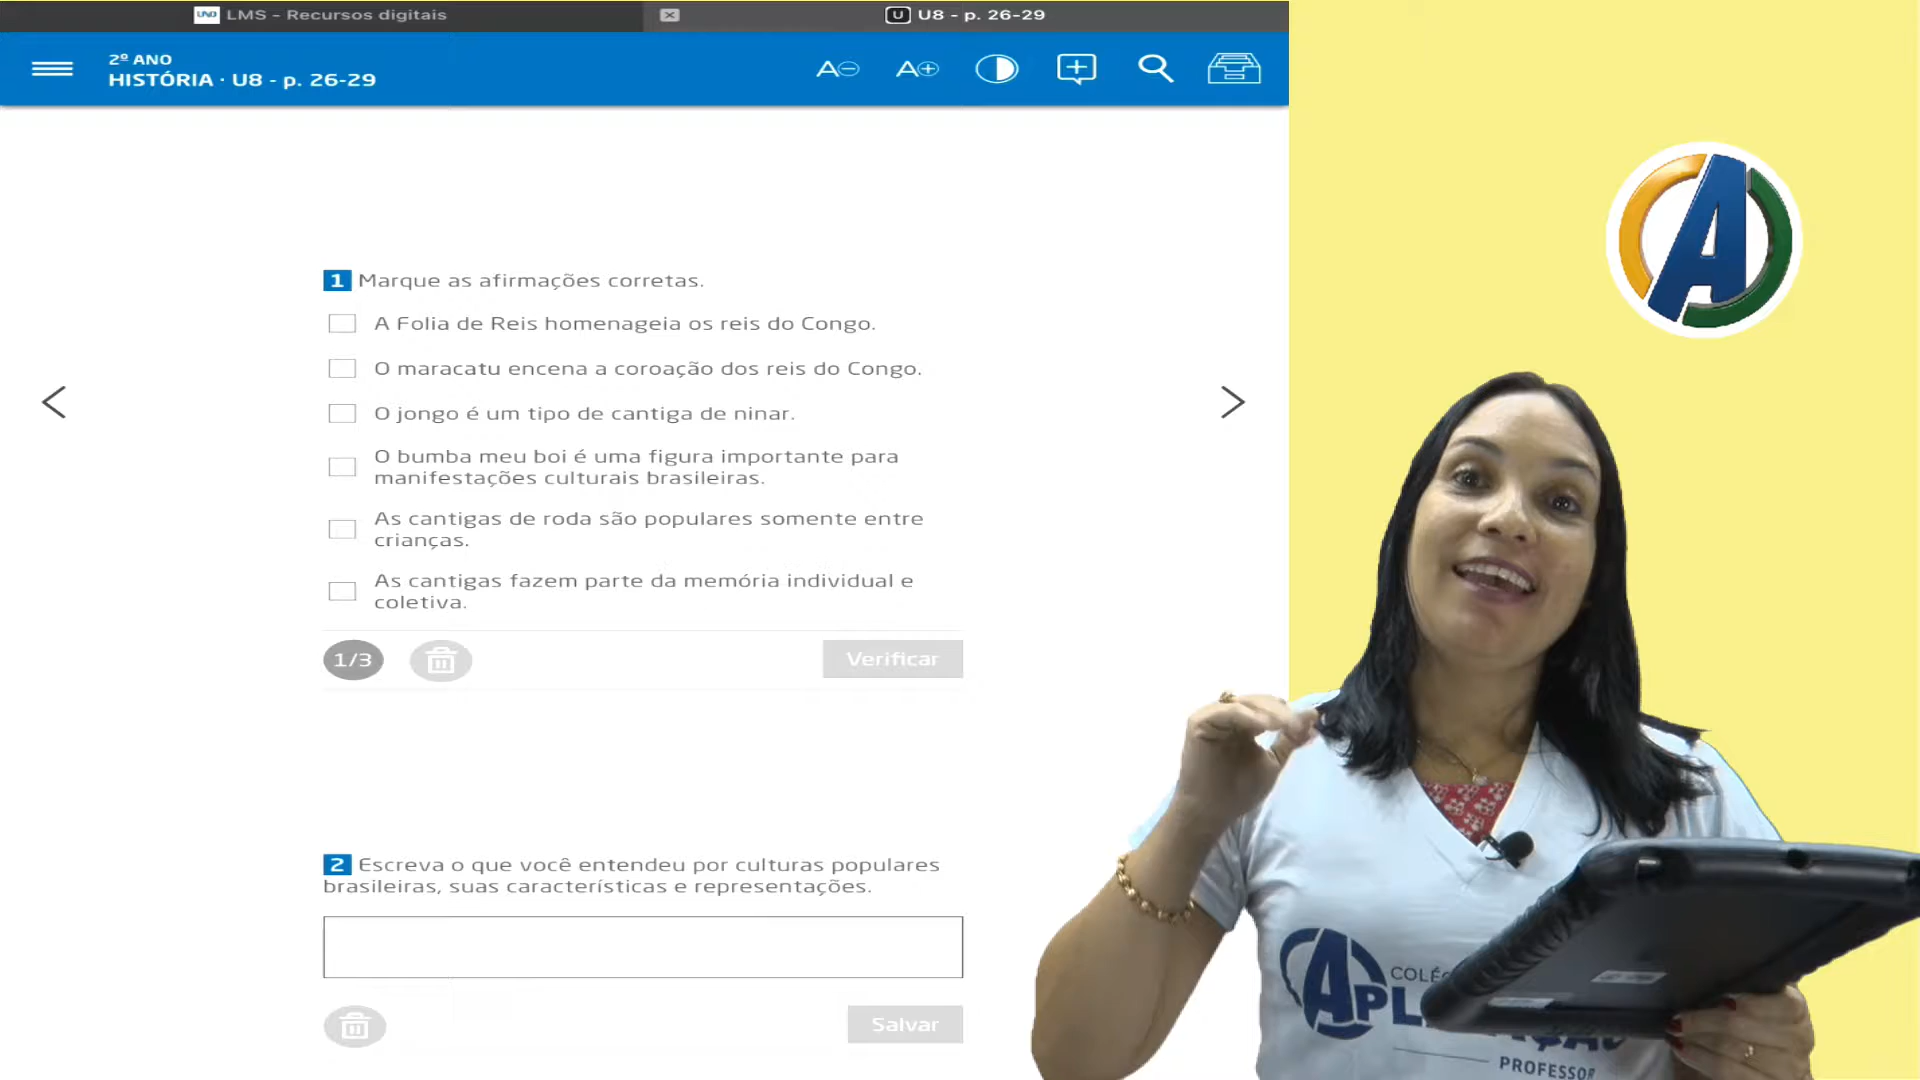 UNO LMS - Recursos digitais
U U8 - p. 26-29
2º ANO
HISTÓRIA · U8 - p. 26-29
A- A+
1 Marque as afirmações corretas.
A Folia de Reis homenageia os reis do Congo.
O maracatu encena a coroação dos reis do Congo.
O jongo é um tipo de cantiga de ninar.
O bumba meu boi é uma figura importante para
manifestações culturais brasileiras.
As cantigas de roda são populares somente entre
crianças.
As cantigas fazem parte da memória individual e
coletiva.
1/3
Verificar
2 Escreva o que você entendeu por culturas populares
brasileiras, suas características e representações.
Salvar
A
PROFESSOR